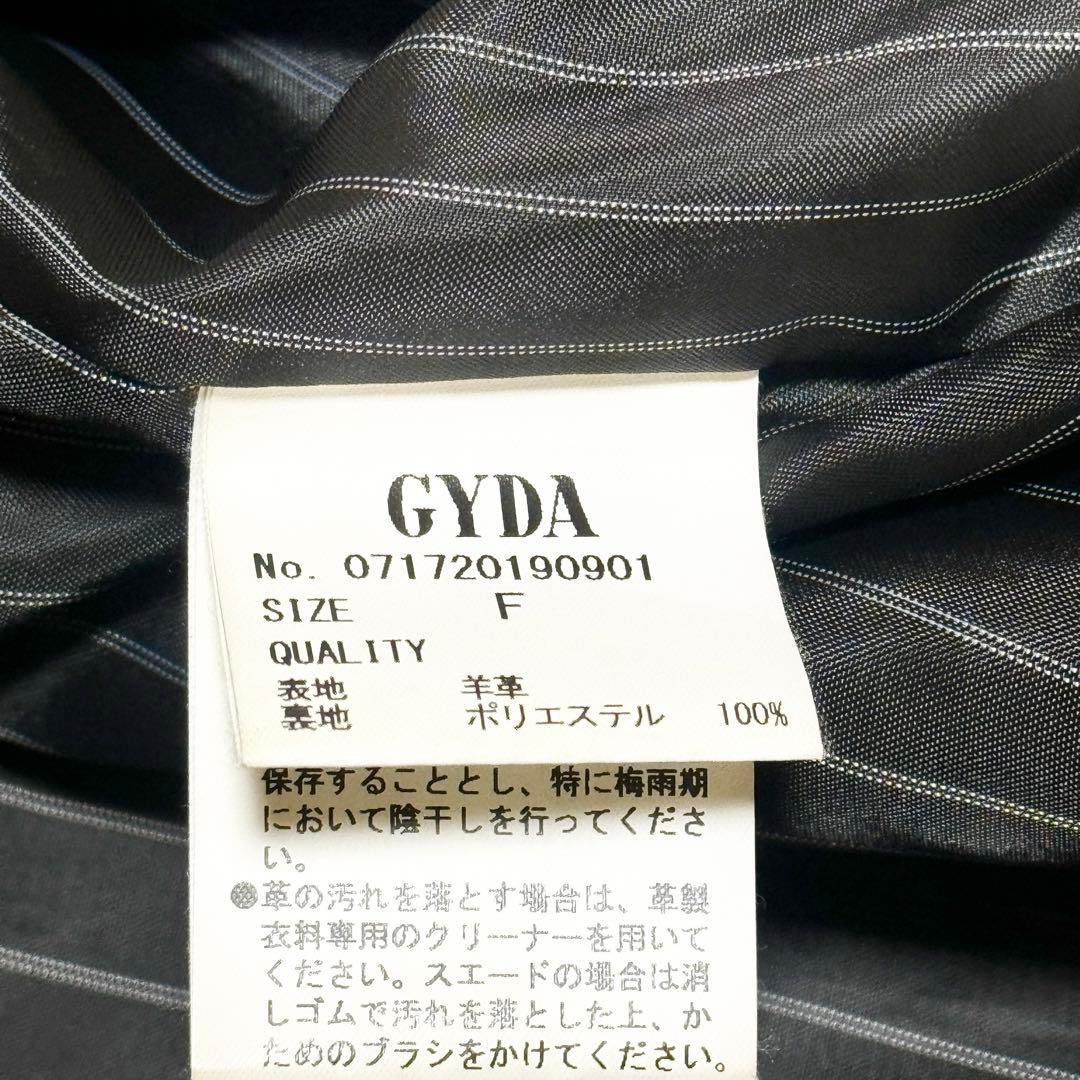 GYDA
No. 071720190901
SIZE F
QUALITY
表地 羊革
裏地 ポリエステル 100%
保存することとし、特に梅雨期
において陰干しを行ってくださ
い。
●革の汚れを落とす場合は、革製
衣料専用のクリーナーを用いて
ください。スエードの場合は消
しゴムで汚れを落とした上、か
ためのブラシをかけてください。